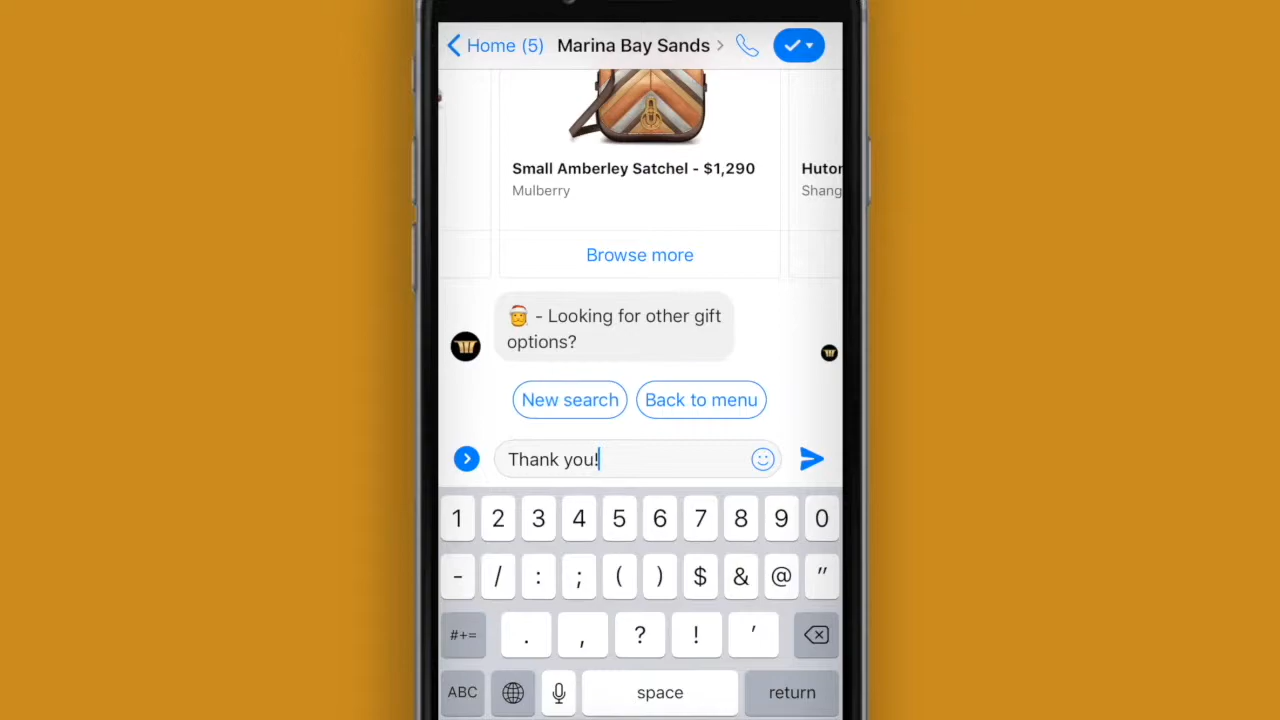 Home (5) Marina Bay Sands
Small Amberley Satchel - $1,290
Mulberry
Huton
Shang
Browse more
🎅 - Looking for other gift
options?
New search Back to menu
Thank you!
1 2 3 4 5 6 7 8 9 0
- / : ; ( ) $ & @ "
#+= . , ? ! '
ABC space return